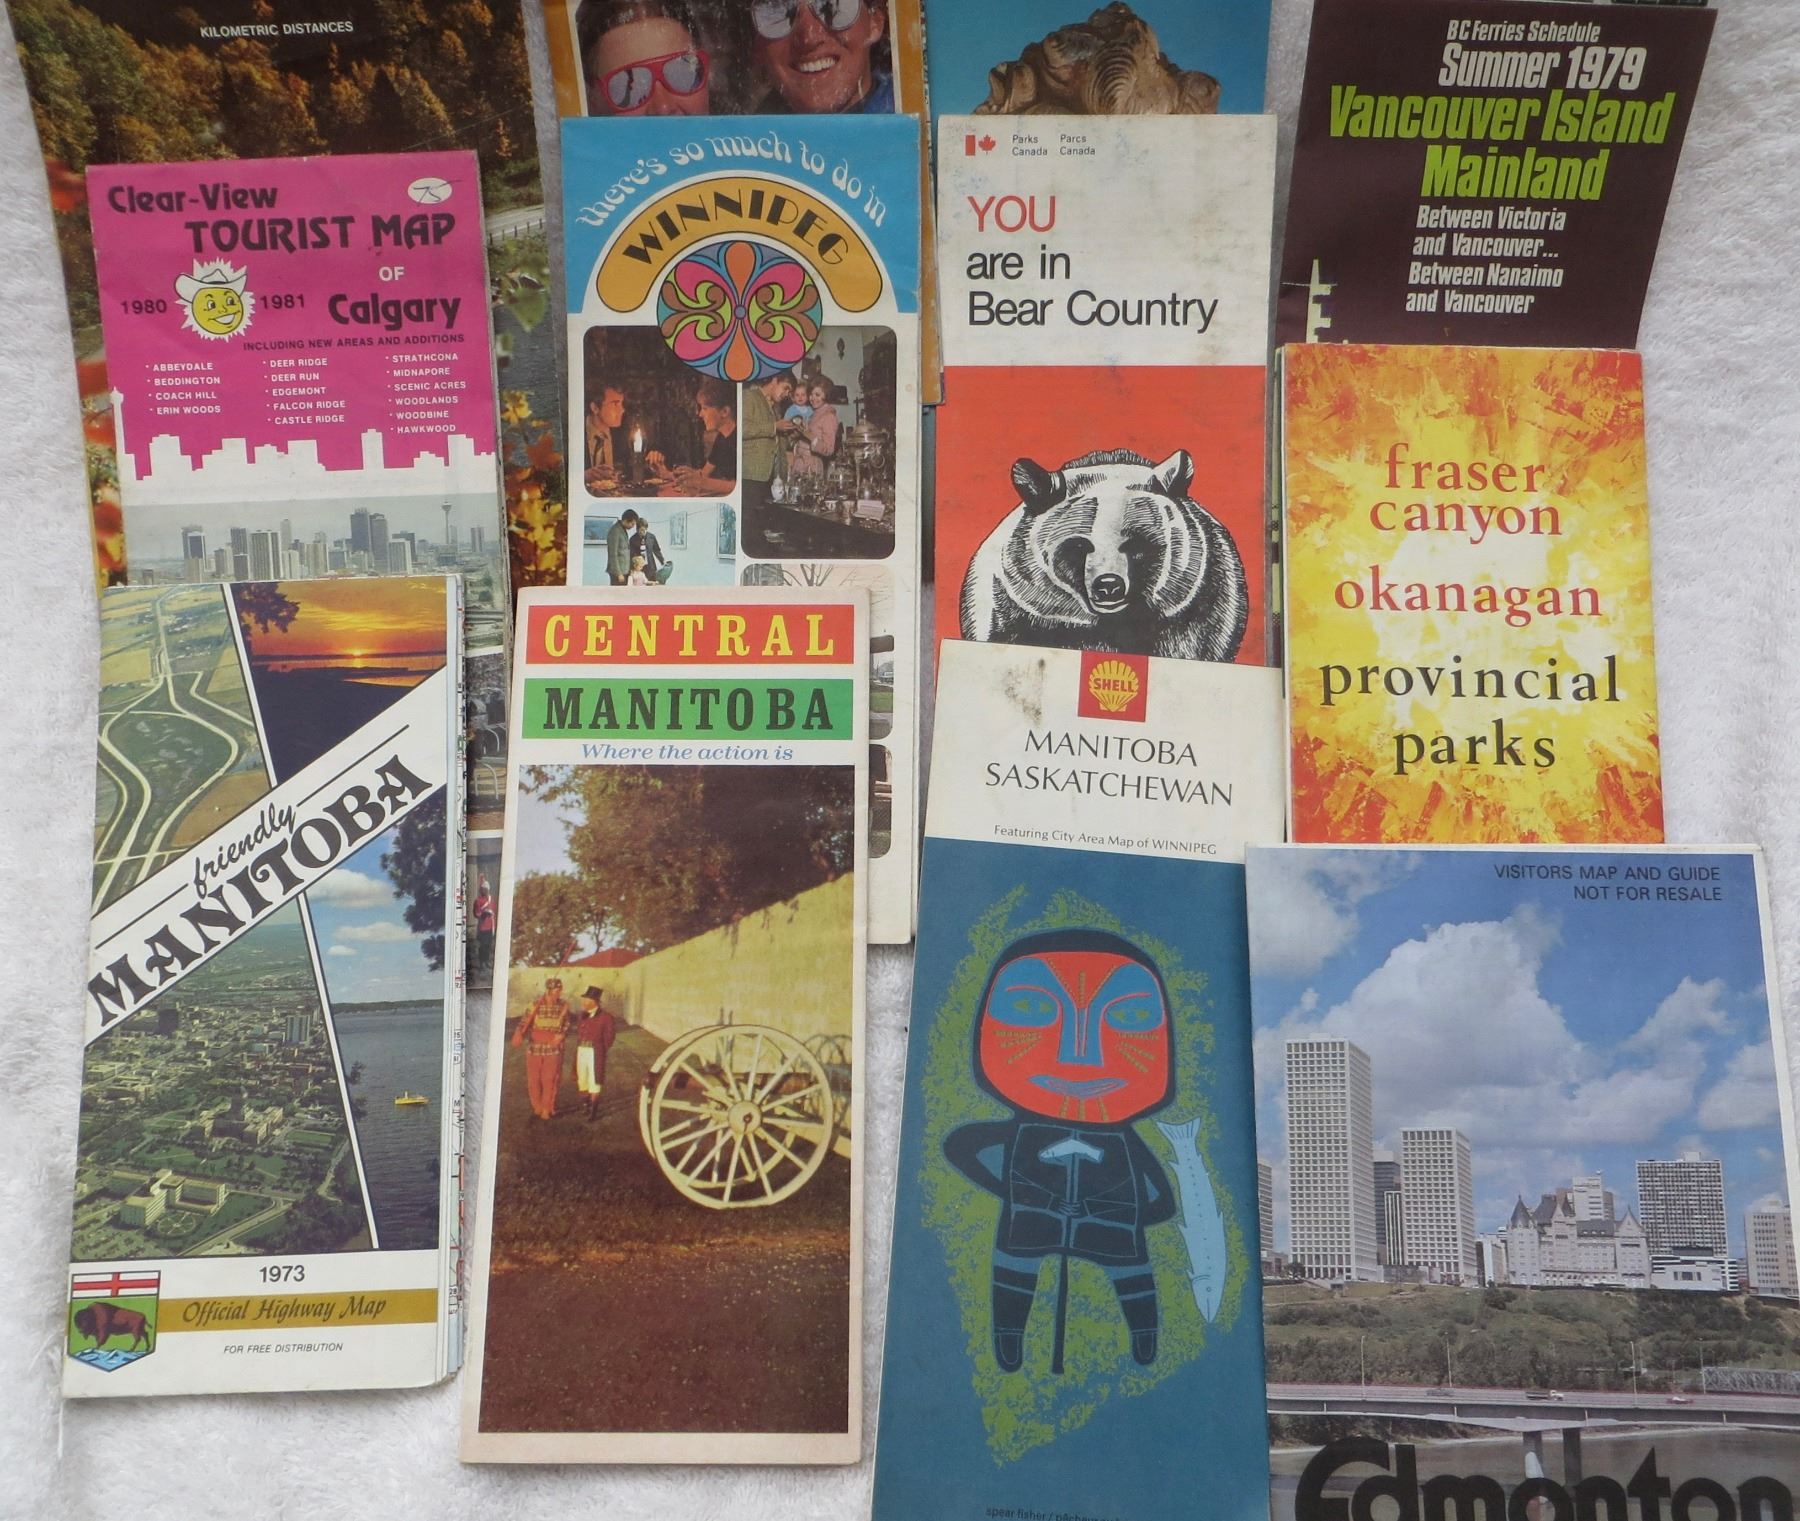 KILOMETRIC DISTANCES
BC Ferries Schedule
Summer 1979
Vancouver Island
Mainland
Between Victoria
and Vancouver...
Between Nanaimo
and Vancouver
Clear-View
75
TOURIST MAP
OF
1980 1981 Calgary
INCLUDING NEW AREAS AND ADDITIONS
· ABBEYDALE
· BEDDINGTON
· COACH HILL
· ERIN WOODS
· DEER RIDGE
· DEER RUN
· EDGEMONT
· FALCON RIDGE
· CASTLE RIDGE
· STRATHCONA
· MIDNAPORE
· SCENIC ACRES
· WOODLANDS
· WOODBINE
· HAWKWOOD
there's so much to do in
WINNIPEG
Parks Parcs
Canada Canada
YOU
are in
Bear Country
fraser
canyon
okanagan
provincial
parks
friendly
MANITOBA
1973
Official Highway Map
FOR FREE DISTRIBUTION
CENTRAL
MANITOBA
Where the action is
SHELL
MANITOBA
SASKATCHEWAN
Featuring City Area Map of WINNIPEG
spear fisher /
VISITORS MAP AND GUIDE
NOT FOR RESALE
Edmonton